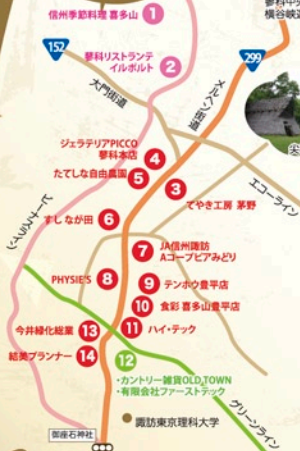 信州季節料理 喜多山 1
152
蓼科リストランテ
イルポルト
2
299
横谷峡
大門街道
メルヘン街道
ジェラテリアPICCO
蓼科本店
4
たてしな自由農園
5
3
てやき工房 茅野
エコーライン
ビーナスライン
すし なが田 6
7
JA信州諏訪
Aコープピアみどり
PHYSIE'S 8
9 テンホウ豊平店
10 食彩 喜多山豊平店
今井緑化総業 13
11 ハイ・テック
結美プランナー 14
12
・カントリー雑貨OLD TOWN
・有限会社ファーストテック
グリーンライン
諏訪東京理科大学
御座石神社